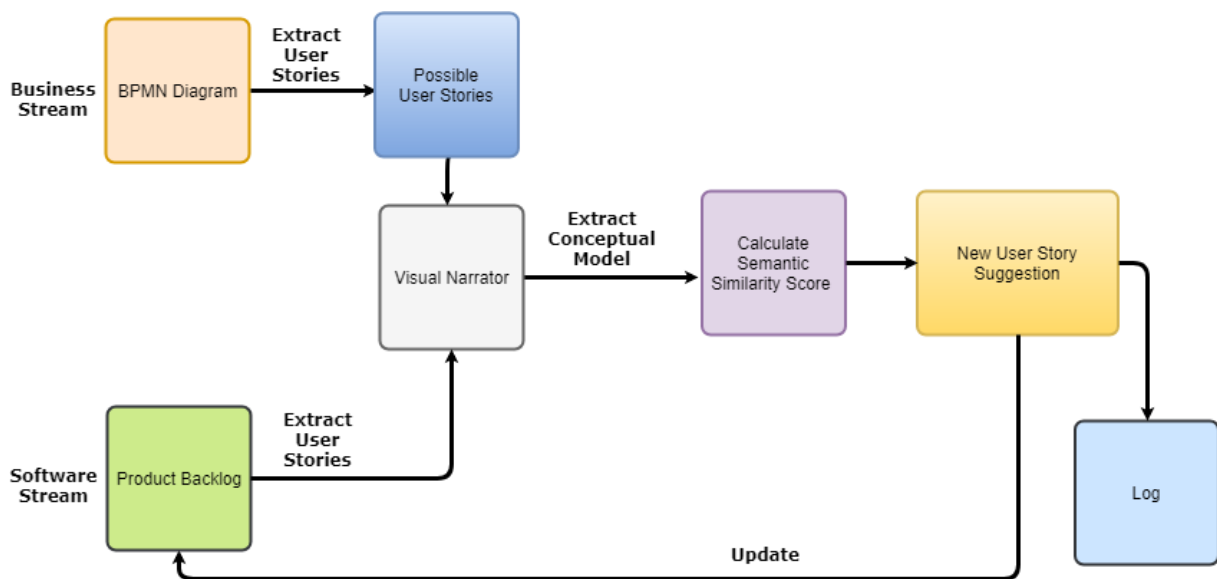 Extract
User
Stories
Business
Stream
BPMN Diagram
Possible
User Stories
Extract
Conceptual
Model
Visual Narrator
Calculate
Semantic
Similarity Score
New User Story
Suggestion
Extract
User
Stories
Software
Stream
Product Backlog
Log
Update